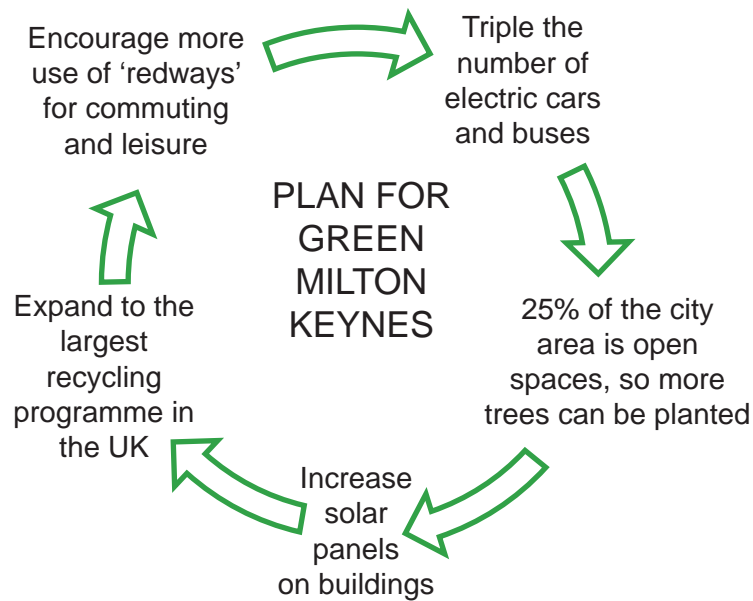 Encourage more
use of ‘redways’
for commuting
and leisure
Triple the
number of
electric cars
and buses
PLAN FOR
GREEN
MILTON
KEYNES
25% of the city
area is open
spaces, so more
trees can be planted
Increase
solar
panels
on buildings
Expand to the
largest
recycling
programme in
the UK